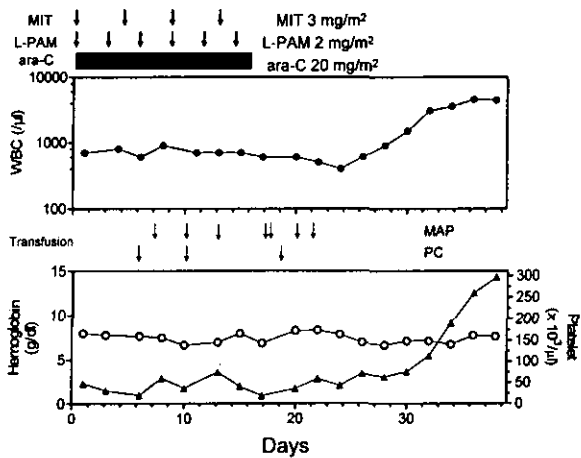 MIT MIT 3 mg/m²
L-PAM L-PAM 2 mg/m²
ara-C ara-C 20 mg/m²
10000
1000
100
WBC (/µl)
Transfusion
MAP
PC
15
10
5
0
Hemoglobin
(g/dl)
300
250
200
150
100
50
0
Platelet
(x 10³/µl)
0 10 20 30
Days